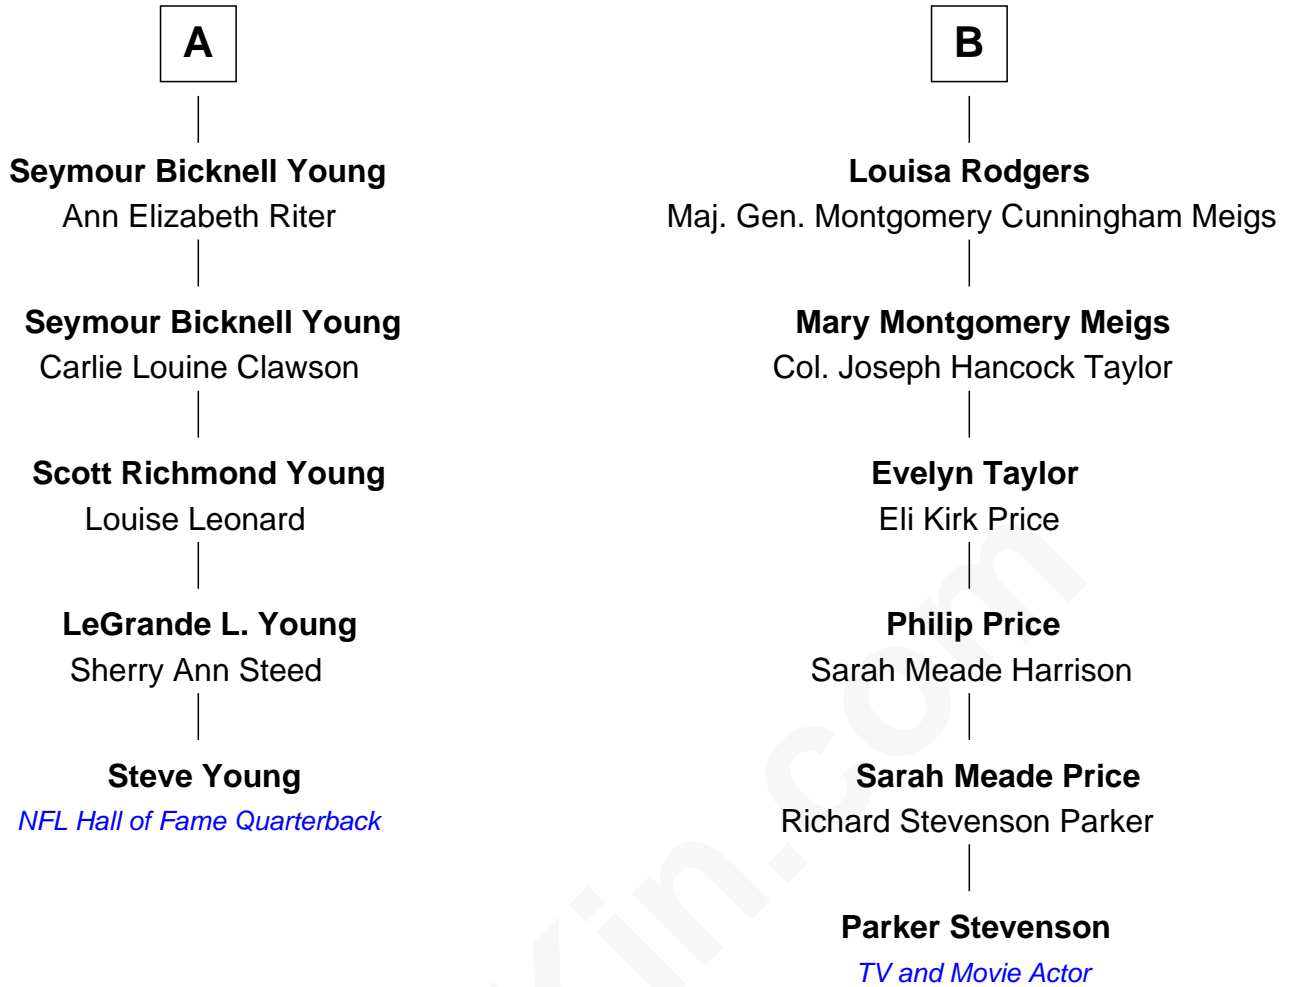 A
Seymour Bicknell Young
Ann Elizabeth Riter
Seymour Bicknell Young
Carlie Louine Clawson
Scott Richmond Young
Louise Leonard
LeGrande L. Young
Sherry Ann Steed
Steve Young
NFL Hall of Fame Quarterback
B
Louisa Rodgers
Maj. Gen. Montgomery Cunningham Meigs
Mary Montgomery Meigs
Col. Joseph Hancock Taylor
Evelyn Taylor
Eli Kirk Price
Philip Price
Sarah Meade Harrison
Sarah Meade Price
Richard Stevenson Parker
Parker Stevenson
TV and Movie Actor
Kin.com